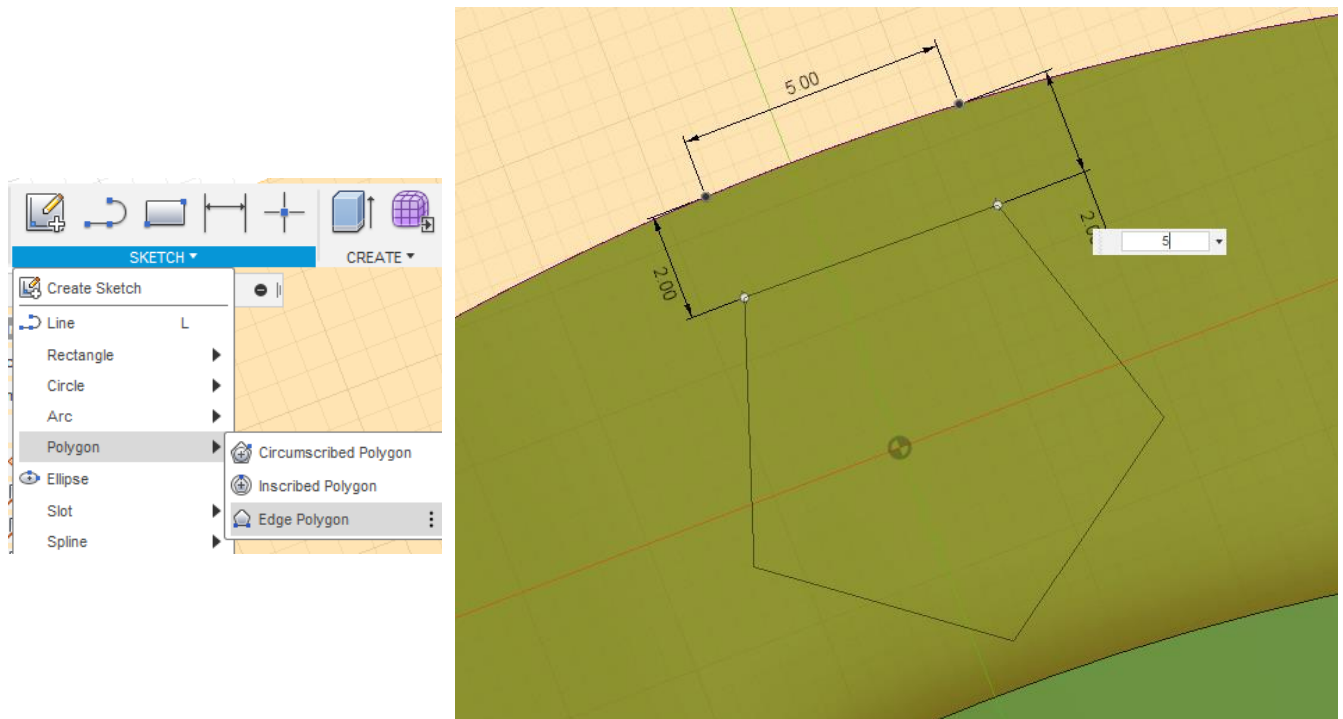 SKETCH ▾
CREATE ▾
Create Sketch
Line L
Rectangle
Circle
Arc
Polygon
Ellipse
Slot
Spline
Circumscribed Polygon
Inscribed Polygon
Edge Polygon
5.00
2.00
5